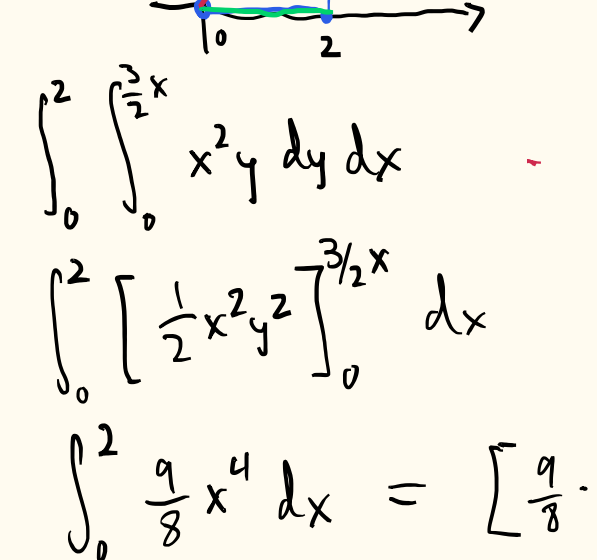 0 2
∫₀² ∫₀^(3/2 x) x²y dy dx
∫₀² [1/2 x²y²]₀^(3/2 x) dx
∫₀² 9/8 x⁴ dx = [9/8 ·